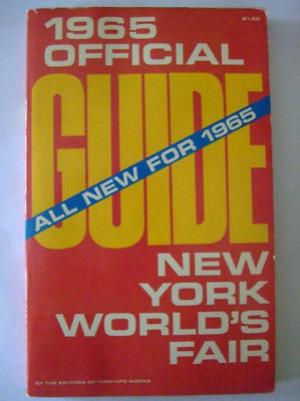 $1.00
1965
OFFICIAL
GUIDE
ALL NEW FOR 1965
NEW
YORK
WORLD'S
FAIR
BY THE EDITORS OF TIME-LIFE BOOKS